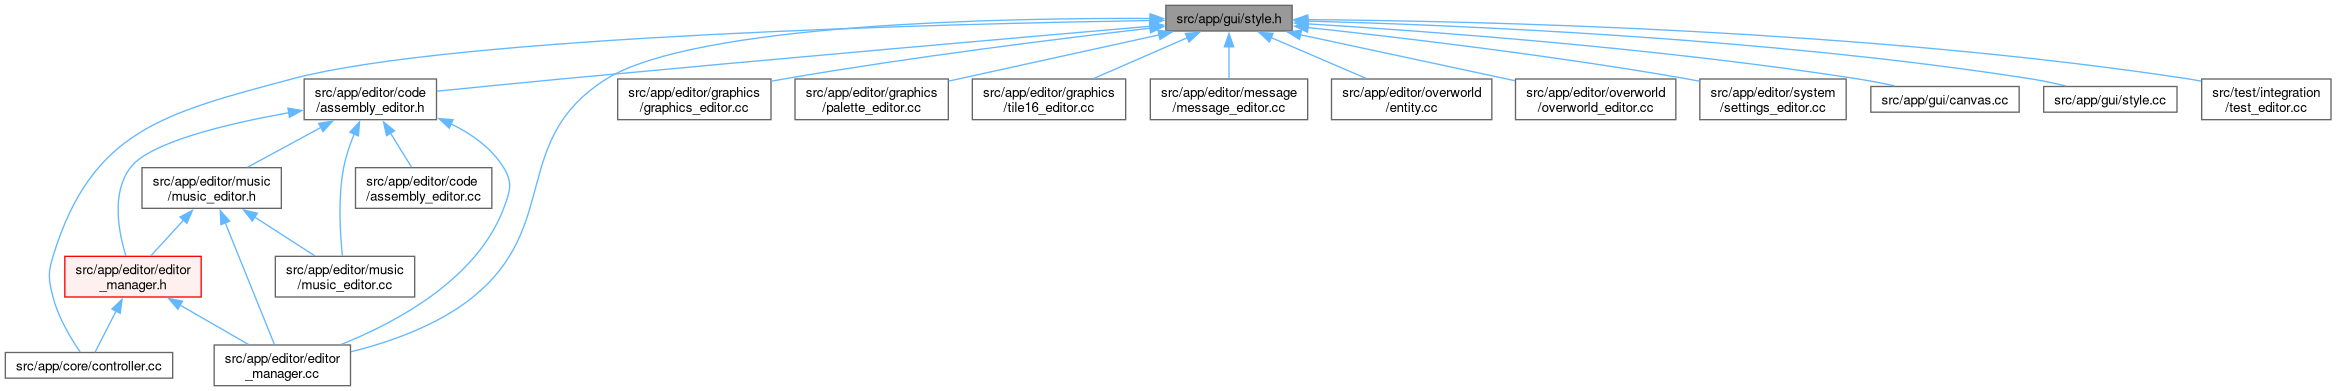 src/app/gui/style.h
src/app/editor/code
/assembly_editor.h
src/app/editor/graphics
/graphics_editor.cc
src/app/editor/graphics
/palette_editor.cc
src/app/editor/graphics
/tile16_editor.cc
src/app/editor/message
/message_editor.cc
src/app/editor/overworld
/entity.cc
src/app/editor/overworld
/overworld_editor.cc
src/app/editor/system
/settings_editor.cc
src/app/gui/canvas.cc
src/app/gui/style.cc
src/test/integration
/test_editor.cc
src/app/editor/music
/music_editor.h
src/app/editor/code
/assembly_editor.cc
src/app/editor/editor
_manager.h
src/app/editor/music
/music_editor.cc
src/app/core/controller.cc
src/app/editor/editor
_manager.cc